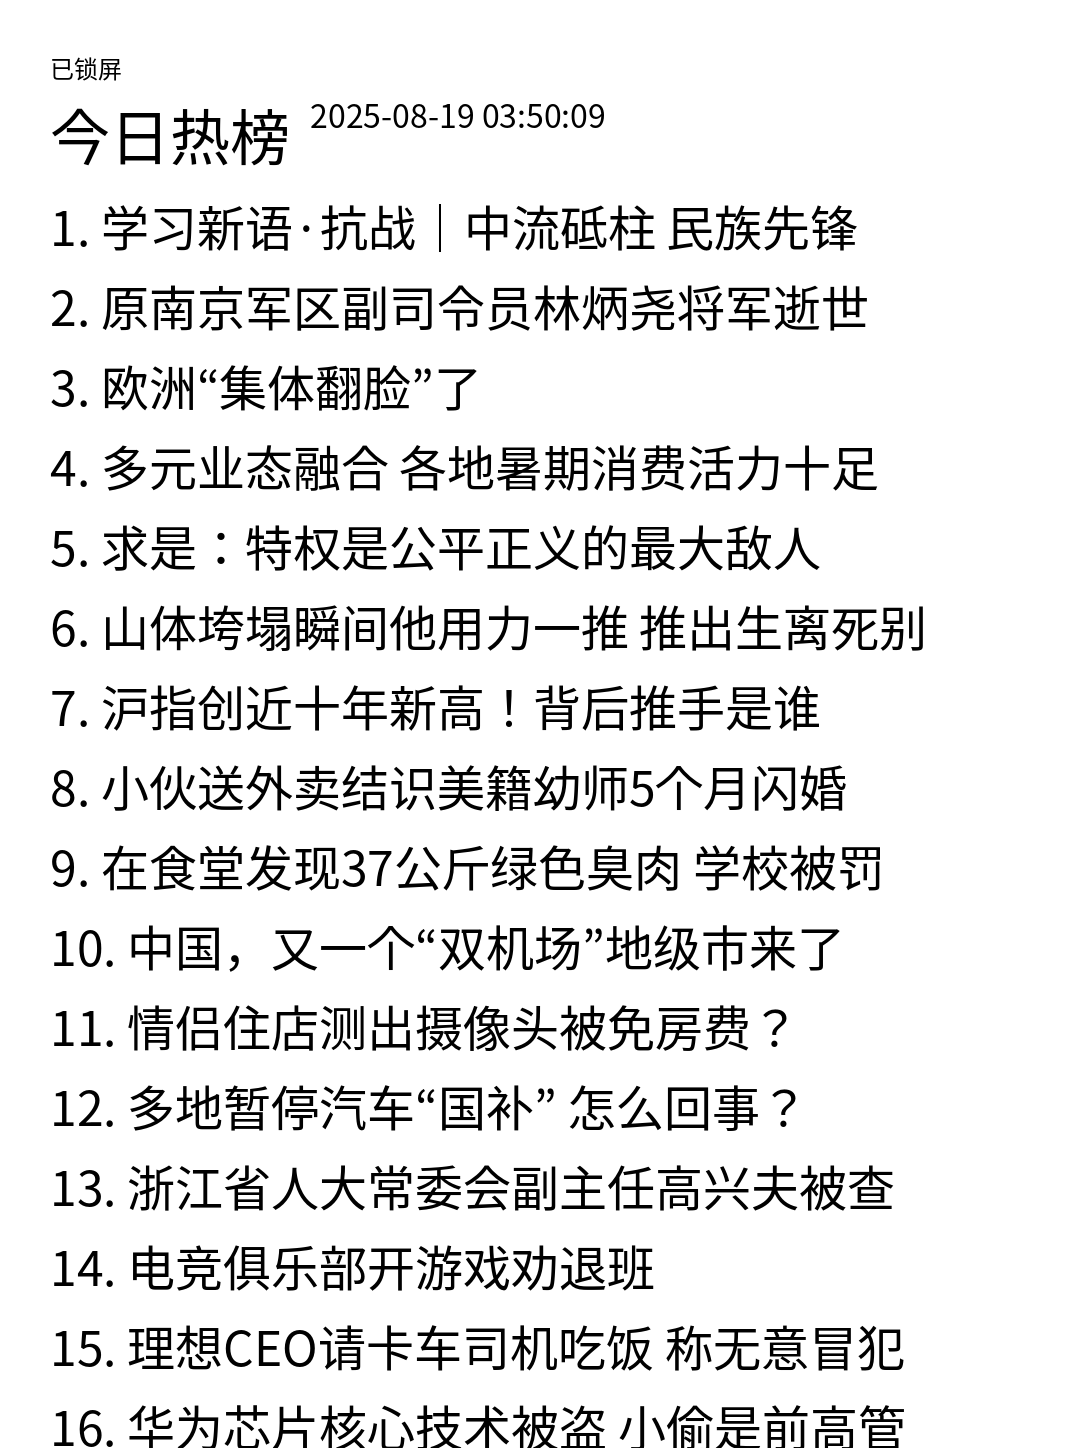 已锁屏
今日热榜 2025-08-19 03:50:09
1. 学习新语·抗战｜中流砥柱 民族先锋
2. 原南京军区副司令员林炳尧将军逝世
3. 欧洲“集体翻脸”了
4. 多元业态融合 各地暑期消费活力十足
5. 求是：特权是公平正义的最大敌人
6. 山体垮塌瞬间他用力一推 推出生离死别
7. 沪指创近十年新高！背后推手是谁
8. 小伙送外卖结识美籍幼师5个月闪婚
9. 在食堂发现37公斤绿色臭肉 学校被罚
10. 中国，又一个“双机场”地级市来了
11. 情侣住店测出摄像头被免房费？
12. 多地暂停汽车“国补” 怎么回事？
13. 浙江省人大常委会副主任高兴夫被查
14. 电竞俱乐部开游戏劝退班
15. 理想CEO请卡车司机吃饭 称无意冒犯
16. 华为芯片核心技术被盗 小偷是前高管